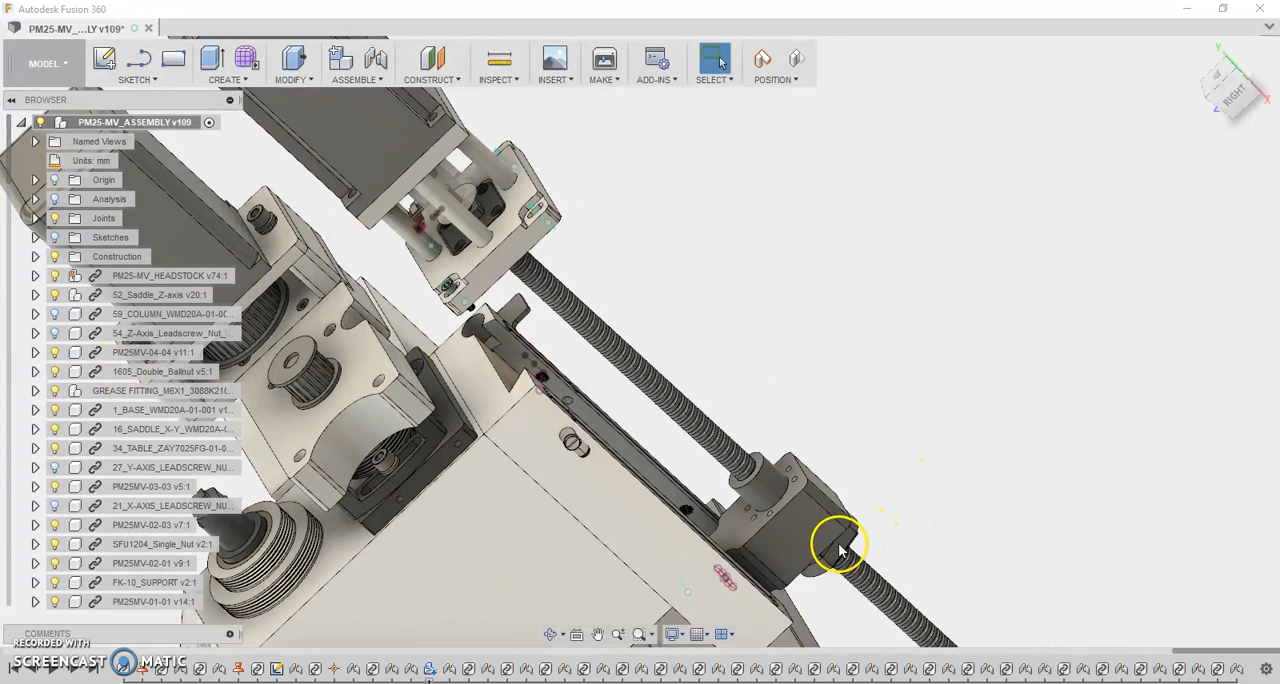 Autodesk Fusion 360
PM25-MV_...LY v109*
MODEL
SKETCH
CREATE
MODIFY
ASSEMBLE
CONSTRUCT
INSPECT
INSERT
MAKE
ADD-INS
SELECT
POSITION
BROWSER
RIGHT
Y
X
Z
PM25-MV_ASSEMBLY v109
Named Views
Units: mm
Origin
Analysis
Joints
Sketches
Construction
PM25-MV_HEADSTOCK v74:1
52_Saddle_Z-axis v20:1
59_COLUMN_WMD20A-01-00...
54_Z-Axis_Leadscrew_Nut_...
PM25MV-04-04 v11:1
1605_Double_Ballnut v5:1
GREASE FITTING_M6X1_3088K21(...
1_BASE_WMD20A-01-001 v1...
16_SADDLE_X-Y_WMD20A-0...
34_TABLE_ZAY7025FG-01-0...
27_Y-AXIS_LEADSCREW_NU...
PM25MV-03-03 v5:1
21_X-AXIS_LEADSCREW_NU...
PM25MV-02-03 v7:1
SFU1204_Single_Nut v2:1
PM25MV-02-01 v9:1
FK-10_SUPPORT v2:1
PM25MV-01-01 v14:1
COMMENTS
RECORDED WITH
SCREENCAST MATIC